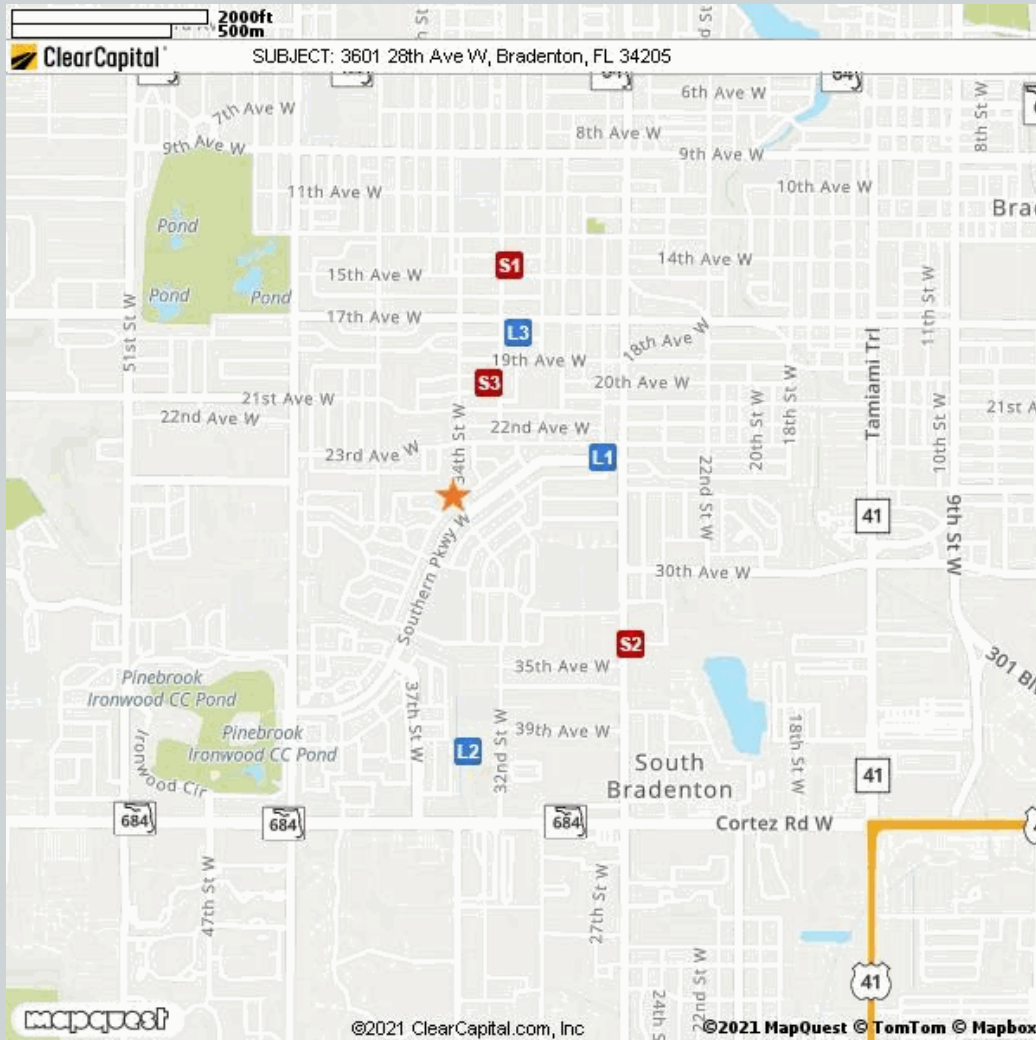 2000ft
500m
ClearCapital
SUBJECT: 3601 28th Ave W, Bradenton, FL 34205
7th Ave W
6th Ave W
8th Ave W
8th St W
9th Ave W
9th Ave W
11th Ave W
10th Ave W
Pond
S1
14th Ave W
15th Ave W
Pond
Pond
51st St W
17th Ave W
L3
18th Ave W
11th St W
Tamiami Trl
19th Ave W
S3
20th Ave W
21st Ave W
22nd Ave W
34th St W
22nd Ave W
20th St W
18th St W
10th St W
23rd Ave W
L1
22nd St W
41
9th St W
Southern Pkwy W
30th Ave W
S2
35th Ave W
301
Pinebrook
Ironwood CC Pond
37th St W
32nd St W
39th Ave W
18th St W
Pinebrook
Ironwood CC Pond
Ironwood Cir
L2
South
Bradenton
41
684
684
684
Cortez Rd W
47th St W
27th St W
22nd St W
24th S
41
mapquest
©2021 ClearCapital.com, Inc
©2021 MapQuest © TomTom © Mapbox